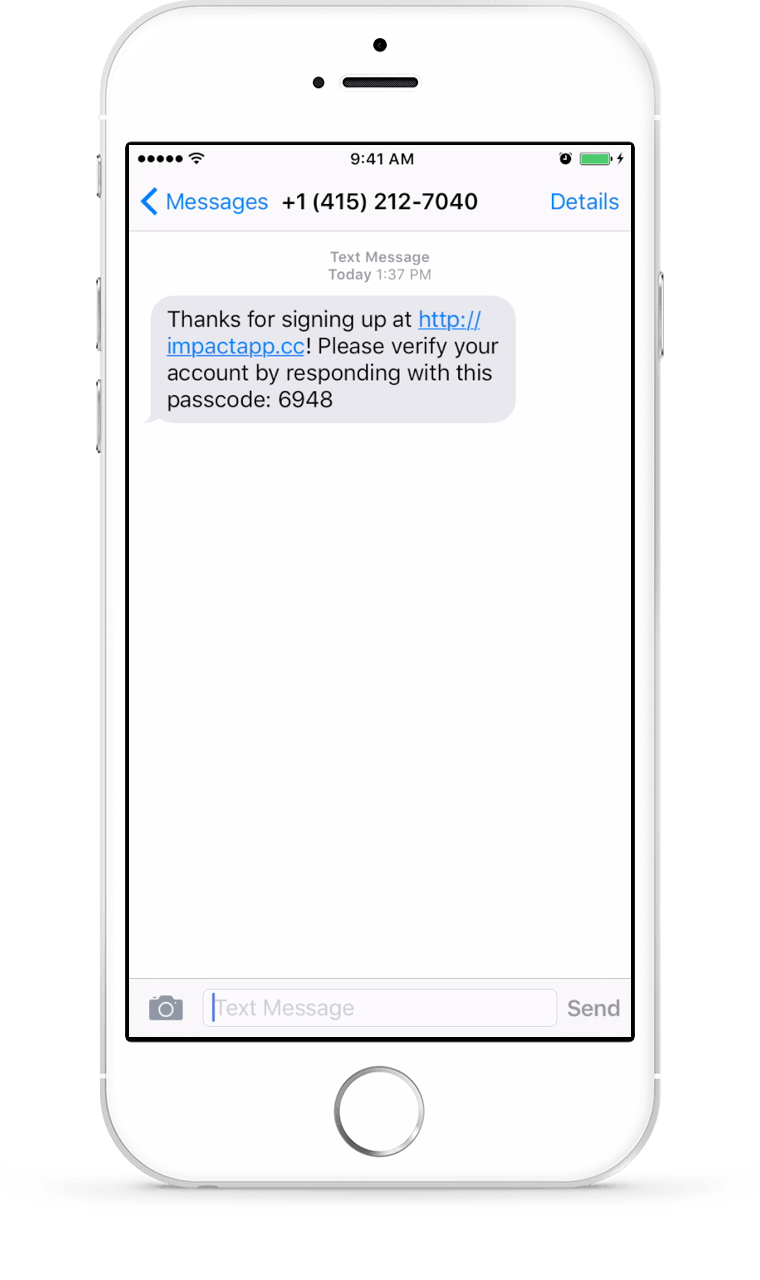 9:41 AM
Messages +1 (415) 212-7040 Details
Text Message
Today 1:37 PM
Thanks for signing up at http://
impactapp.cc! Please verify your
account by responding with this
passcode: 6948
Text Message Send